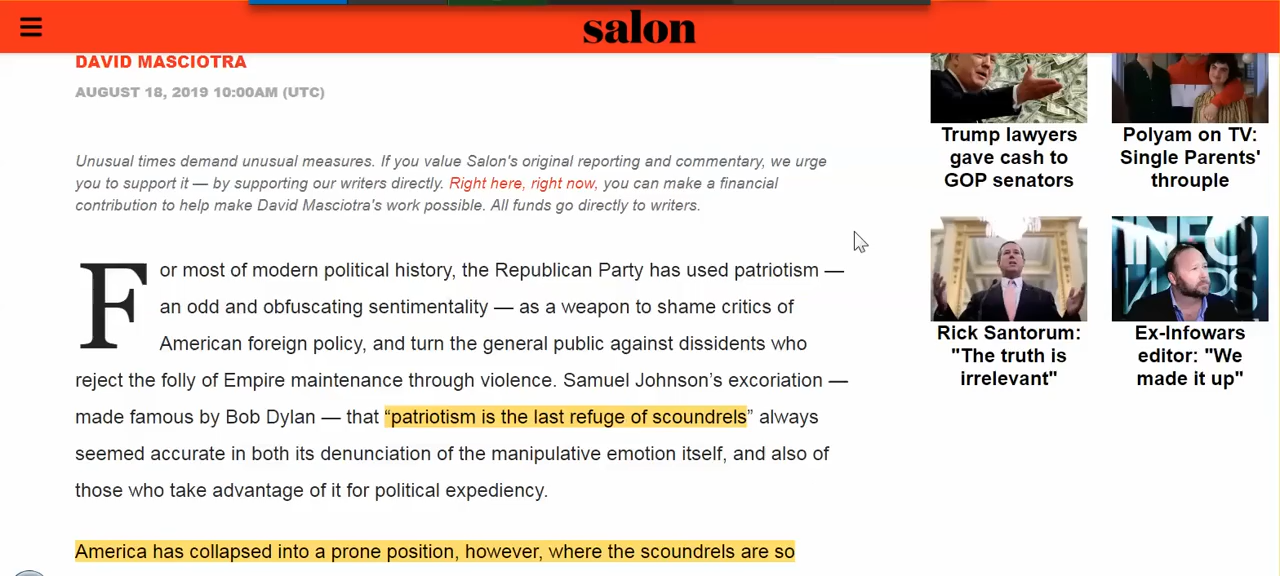 salon
DAVID MASCIOTRA
AUGUST 18, 2019 10:00AM (UTC)
Unusual times demand unusual measures. If you value Salon's original reporting and commentary, we urge
you to support it — by supporting our writers directly. Right here, right now, you can make a financial
contribution to help make David Masciotra's work possible. All funds go directly to writers.
For most of modern political history, the Republican Party has used patriotism —
an odd and obfuscating sentimentality — as a weapon to shame critics of
American foreign policy, and turn the general public against dissidents who
reject the folly of Empire maintenance through violence. Samuel Johnson’s excoriation —
made famous by Bob Dylan — that “patriotism is the last refuge of scoundrels” always
seemed accurate in both its denunciation of the manipulative emotion itself, and also of
those who take advantage of it for political expediency.
America has collapsed into a prone position, however, where the scoundrels are so
Trump lawyers
gave cash to
GOP senators
Polyam on TV:
Single Parents'
throuple
Rick Santorum:
"The truth is
irrelevant"
INFO
Ex-Infowars
editor: "We
made it up"